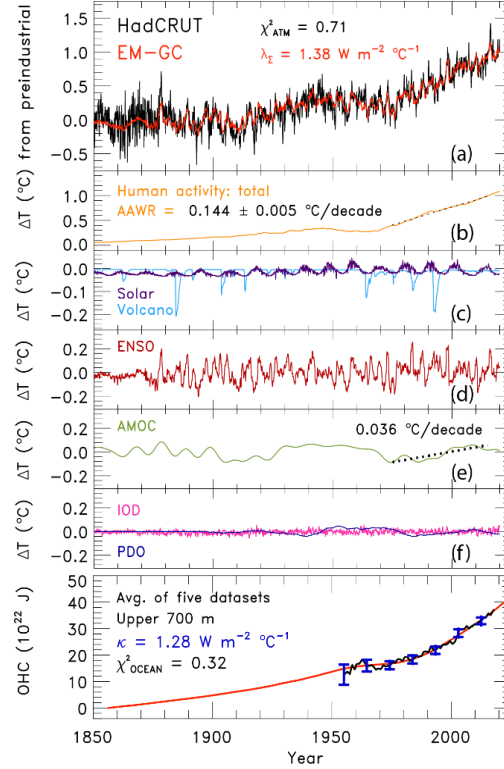 HadCRUT
χ²ATM = 0.71
EM−GC
λΣ = 1.38 W m⁻² °C⁻¹
1.5
1.0
0.5
0.0
−0.5
ΔT (°C) from preindustrial
(a)
Human activity: total
AAWR = 0.144 ± 0.005 °C/decade
1.0
0.5
0.0
(b)
0.0
−0.1
−0.2
ΔT (°C)
Solar
Volcano
(c)
ENSO
0.2
0.0
−0.2
ΔT (°C)
(d)
AMOC
0.036 °C/decade
0.2
0.0
−0.2
ΔT (°C)
(e)
IOD
PDO
0.2
0.0
−0.2
ΔT (°C)
(f)
Avg. of five datasets
Upper 700 m
κ = 1.28 W m⁻² °C⁻¹
χ²OCEAN = 0.32
50
40
30
20
10
0
OHC (10²² J)
1850
1900
1950
2000
Year